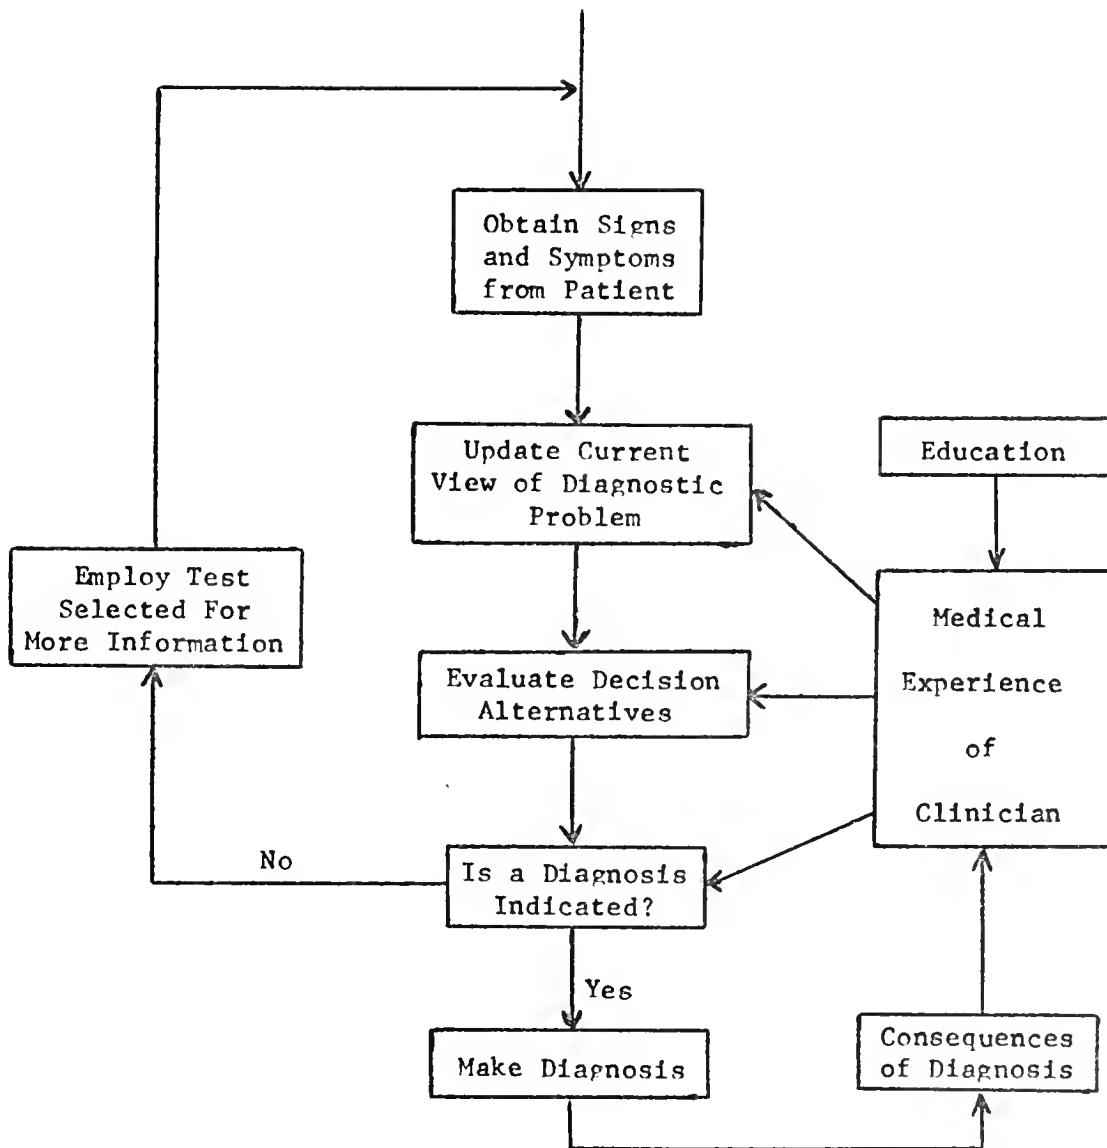 Obtain Signs
and Symptoms
from Patient
Update Current
View of Diagnostic
Problem
Education
Employ Test
Selected For
More Information
Medical
Experience
of
Clinician
Evaluate Decision
Alternatives
No
Is a Diagnosis
Indicated?
Yes
Make Diagnosis
Consequences
of Diagnosis